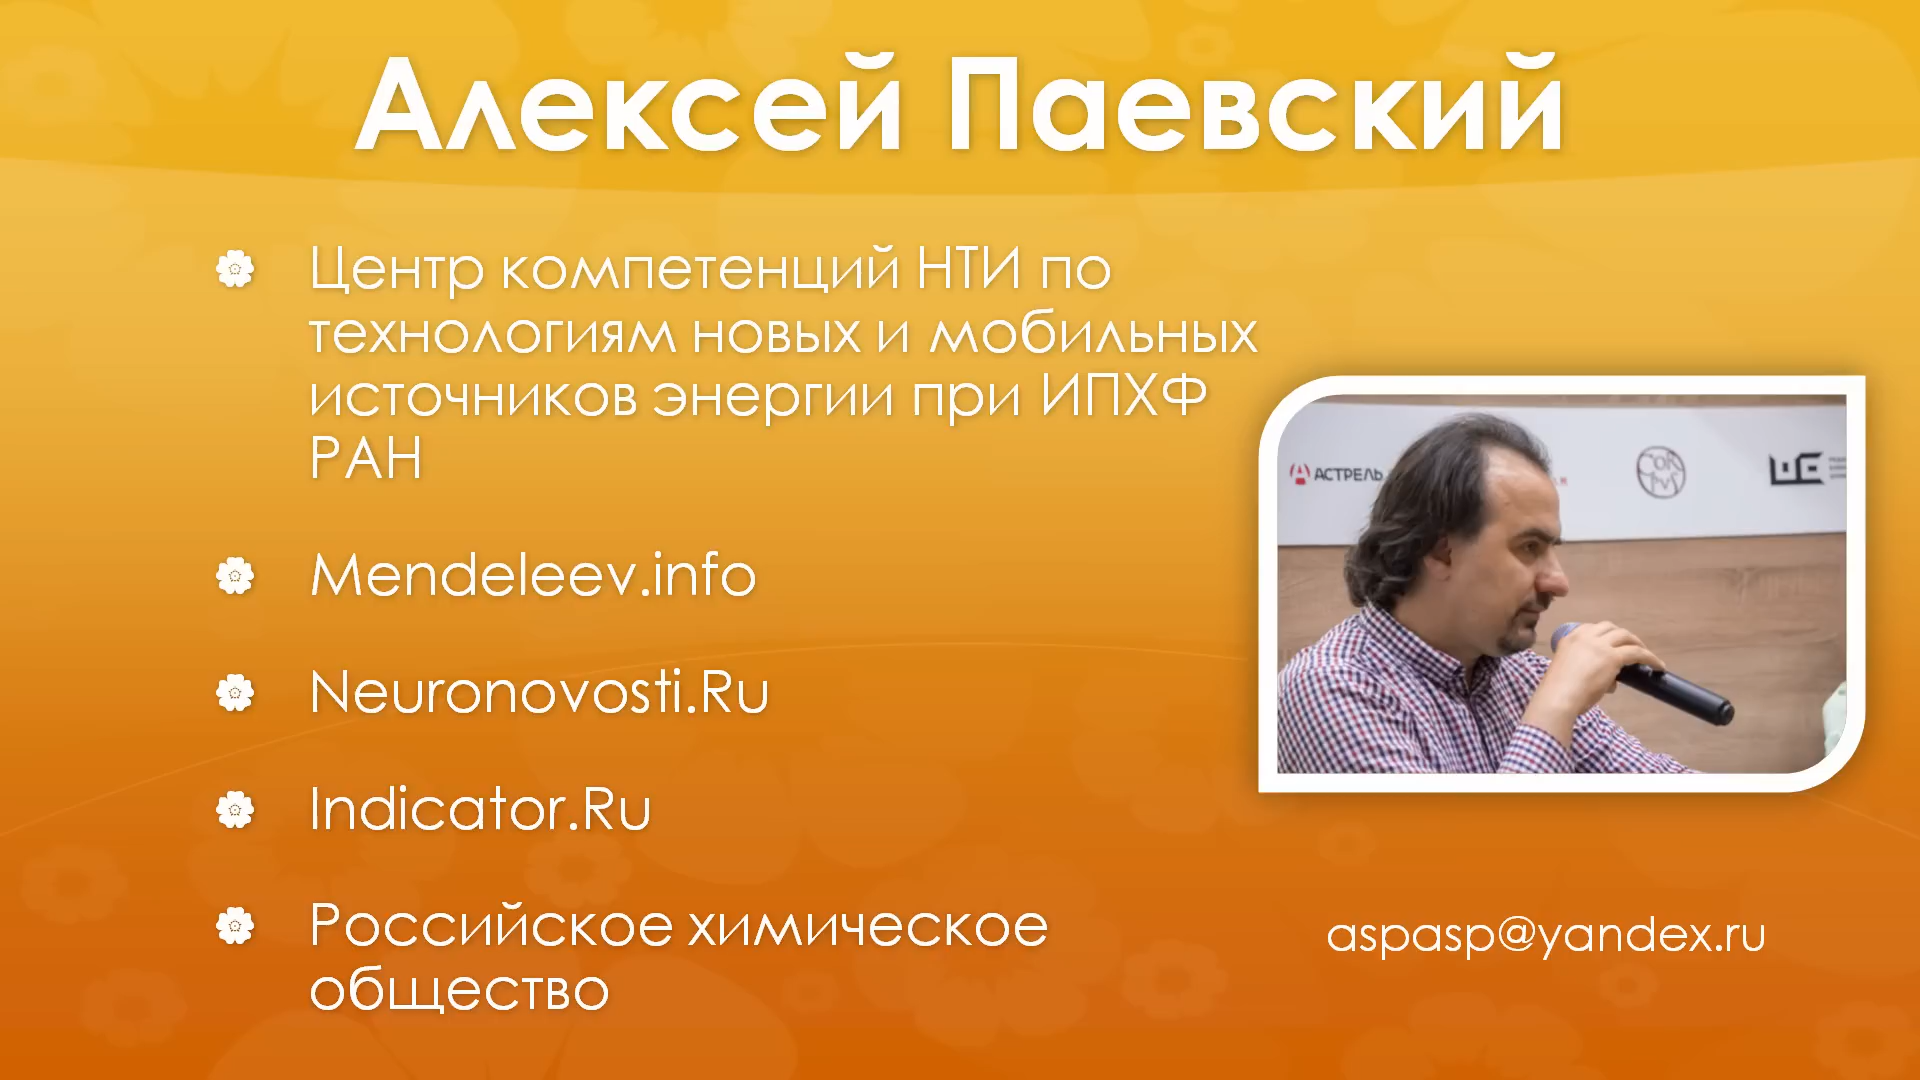 Алексей Паевский
Центр компетенций НТИ по
технологиям новых и мобильных
источников энергии при ИПХФ
РАН
Mendeleev.info
Neuronovosti.Ru
Indicator.Ru
Российское химическое
общество
АСТРЕЛЬ
CORPUS
aspasp@yandex.ru